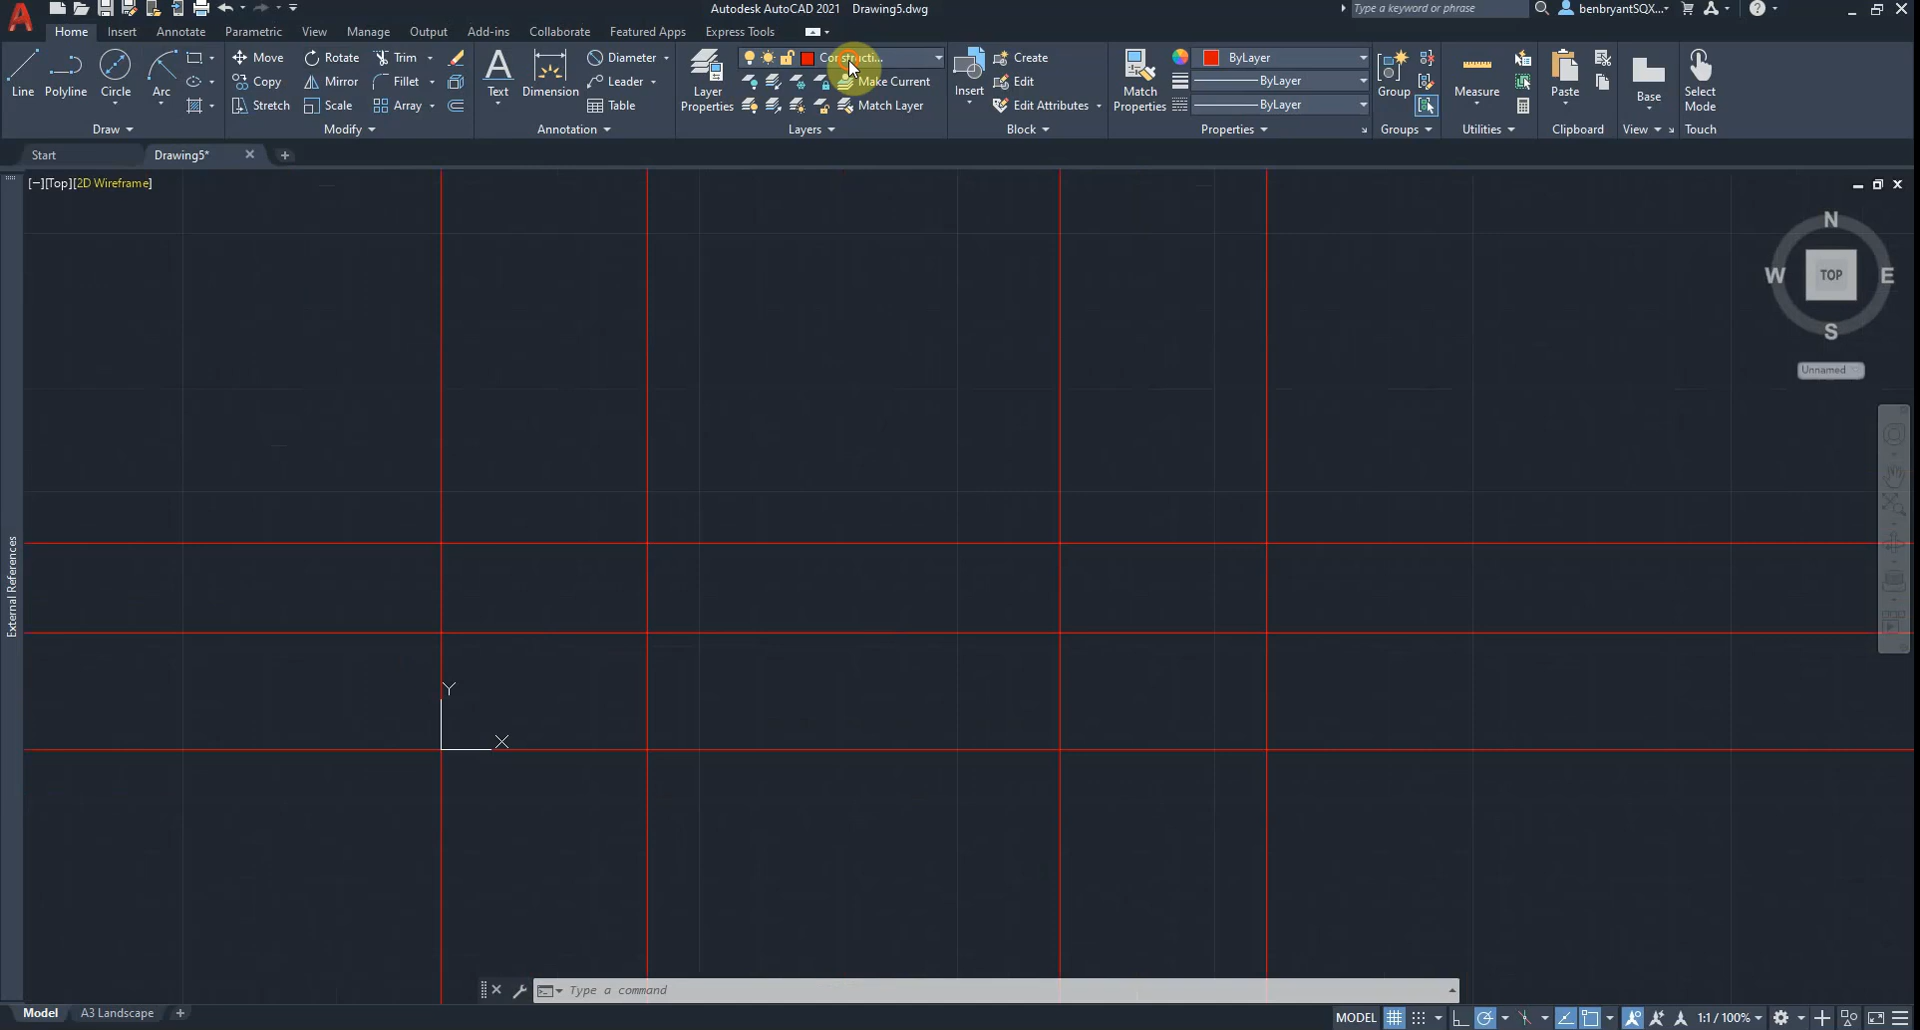 Autodesk AutoCAD 2021 Drawing5.dwg
Type a keyword or phrase
benbryantSQX...
Home Insert Annotate Parametric View Manage Output Add-ins Collaborate Featured Apps Express Tools
Line
Polyline
Circle
Arc
Draw
Move Rotate Trim
Copy Mirror Fillet
Stretch Scale Array
Modify
Text
Dimension
Diameter
Leader
Table
Annotation
Layer
Properties
Constructi...
Make Current
Match Layer
Layers
Insert
Create
Edit
Edit Attributes
Block
Match
Properties
ByLayer
ByLayer
ByLayer
Properties
Group
Groups
Measure
Utilities
Paste
Clipboard
Base
View
Select
Mode
Touch
Start Drawing5*
[−][Top][2D Wireframe]
N
W TOP E
S
Unnamed
External References
Y
X
Type a command
Model A3 Landscape
MODEL 1:1 / 100%